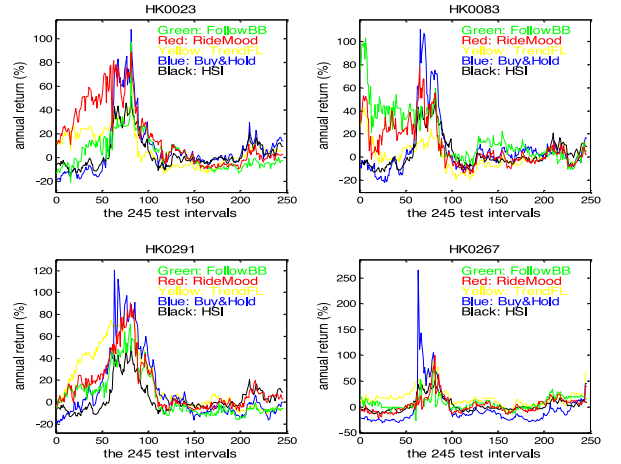 HK0023
annual return (%)
100
80
60
40
20
0
-20
Green: FollowBB
Red: RideMood
Yellow: TrendFL
Blue: Buy&Hold
Black: HSI
0 50 100 150 200 250
the 245 test intervals
HK0083
annual return (%)
100
80
60
40
20
0
-20
Green: FollowBB
Red: RideMood
Yellow: TrendFL
Blue: Buy&Hold
Black: HSI
0 50 100 150 200 250
the 245 test intervals
HK0291
annual return (%)
120
100
80
60
40
20
0
-20
Green: FollowBB
Red: RideMood
Yellow: TrendFL
Blue: Buy&Hold
Black: HSI
0 50 100 150 200 250
the 245 test intervals
HK0267
annual return (%)
250
200
150
100
50
0
-50
Green: FollowBB
Red: RideMood
Yellow: TrendFL
Blue: Buy&Hold
Black: HSI
0 50 100 150 200 250
the 245 test intervals